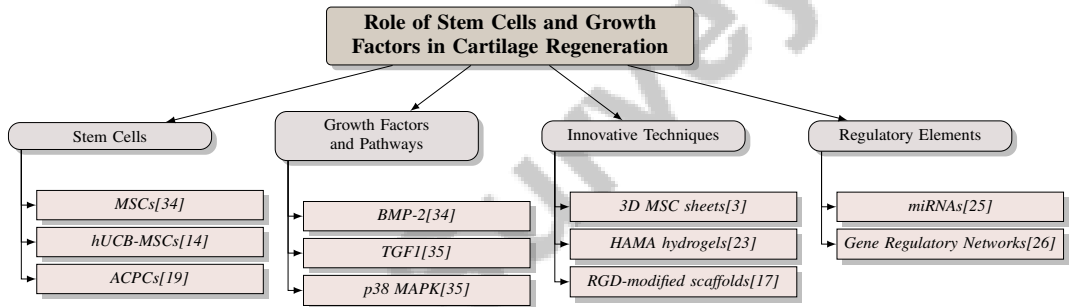 Role of Stem Cells and Growth
Factors in Cartilage Regeneration
Stem Cells
MSCs[34]
hUCB-MSCs[14]
ACPCs[19]
Growth Factors
and Pathways
BMP-2[34]
TGF1[35]
p38 MAPK[35]
Innovative Techniques
3D MSC sheets[3]
HAMA hydrogels[23]
RGD-modified scaffolds[17]
Regulatory Elements
miRNAs[25]
Gene Regulatory Networks[26]